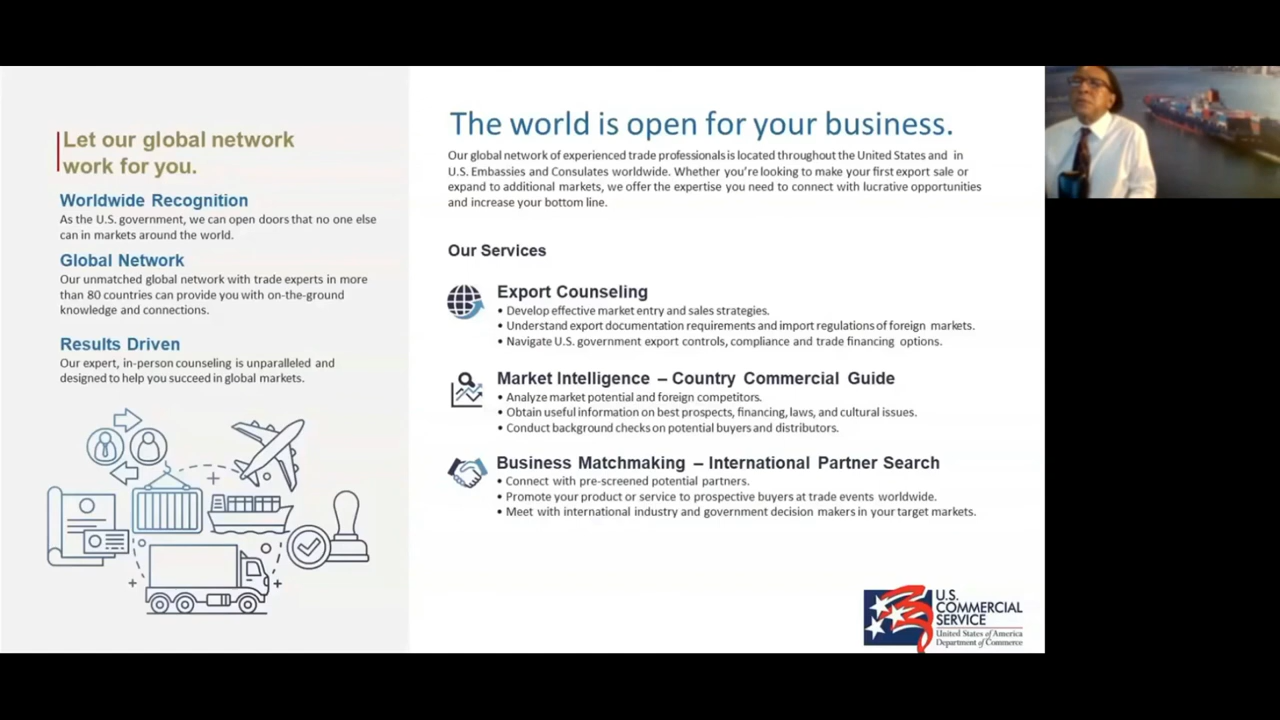 Let our global network
work for you.
Worldwide Recognition
As the U.S. government, we can open doors that no one else
can in markets around the world.
Global Network
Our unmatched global network with trade experts in more
than 80 countries can provide you with on-the-ground
knowledge and connections.
Results Driven
Our expert, in-person counseling is unparalleled and
designed to help you succeed in global markets.
The world is open for your business.
Our global network of experienced trade professionals is located throughout the United States and in
U.S. Embassies and Consulates worldwide. Whether you're looking to make your first export sale or
expand to additional markets, we offer the expertise you need to connect with lucrative opportunities
and increase your bottom line.
Our Services
Export Counseling
• Develop effective market entry and sales strategies.
• Understand export documentation requirements and import regulations of foreign markets.
• Navigate U.S. government export controls, compliance and trade financing options.
Market Intelligence – Country Commercial Guide
• Analyze market potential and foreign competitors.
• Obtain useful information on best prospects, financing, laws, and cultural issues.
• Conduct background checks on potential buyers and distributors.
Business Matchmaking – International Partner Search
• Connect with pre-screened potential partners.
• Promote your product or service to prospective buyers at trade events worldwide.
• Meet with international industry and government decision makers in your target markets.
U.S.
COMMERCIAL
SERVICE
United States of America
Department of Commerce